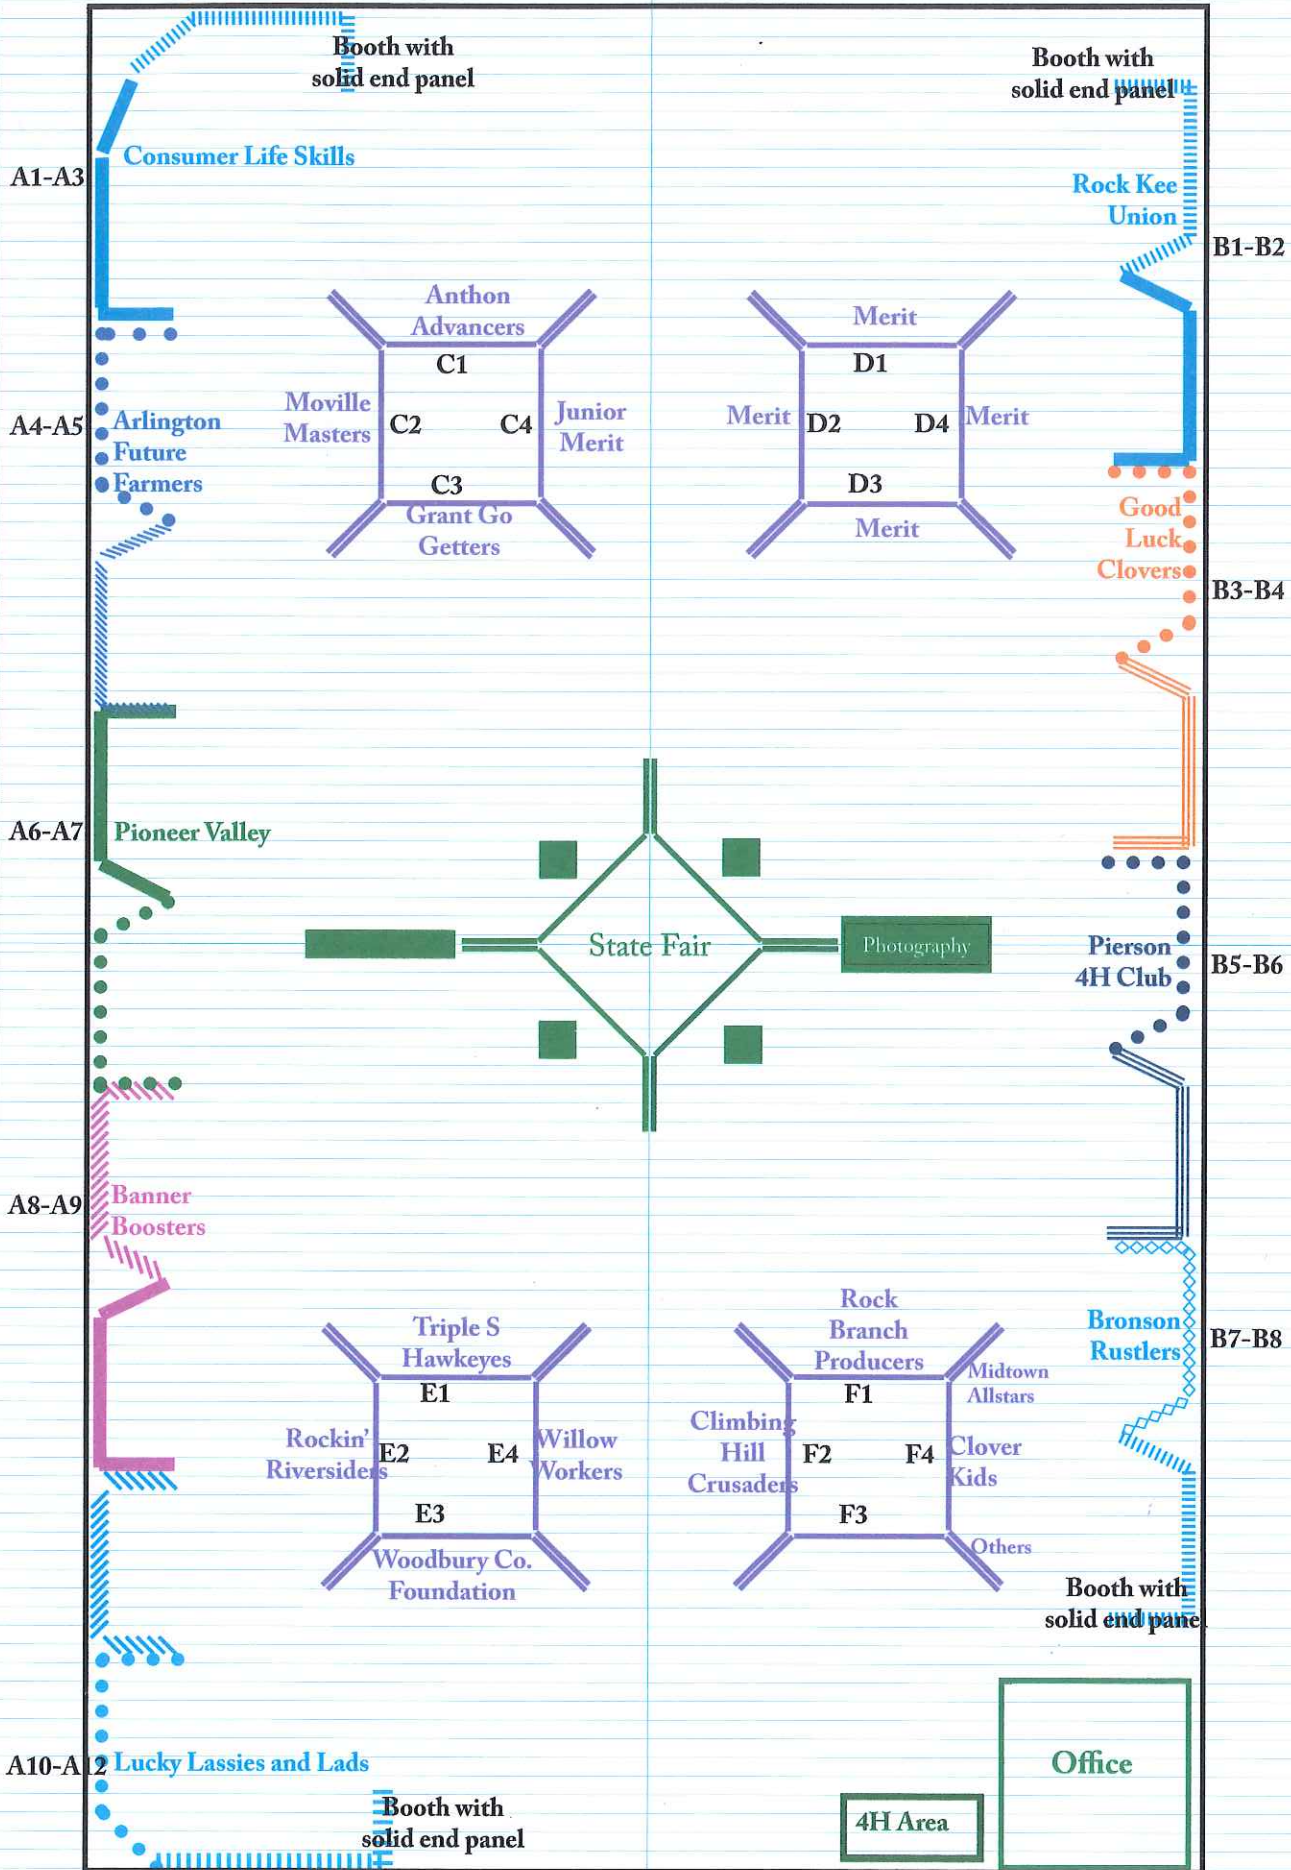 Booth with
solid end panel
Booth with
solid end panel
Consumer Life Skills
A1-A3
Rock Kee
Union
B1-B2
Anthon
Advancers
C1
Moville
Masters
C2
C4
Junior
Merit
C3
Grant Go
Getters
Merit
D1
Merit
D2
D4
Merit
D3
Merit
A4-A5
Arlington
Future
Farmers
Good
Luck
Clovers
B3-B4
A6-A7
Pioneer Valley
State Fair
Photography
Pierson
4H Club
B5-B6
A8-A9
Banner
Boosters
Triple S
Hawkeyes
E1
Rockin'
Riversiders
E2
E4
Willow
Workers
E3
Woodbury Co.
Foundation
Rock
Branch
Producers
F1
Midtown
Allstars
Climbing
Hill
Crusaders
F2
F4
Clover
Kids
F3
Others
Bronson
Rustlers
B7-B8
Booth with
solid end panel
A10-A12
Lucky Lassies and Lads
Booth with
solid end panel
4H Area
Office